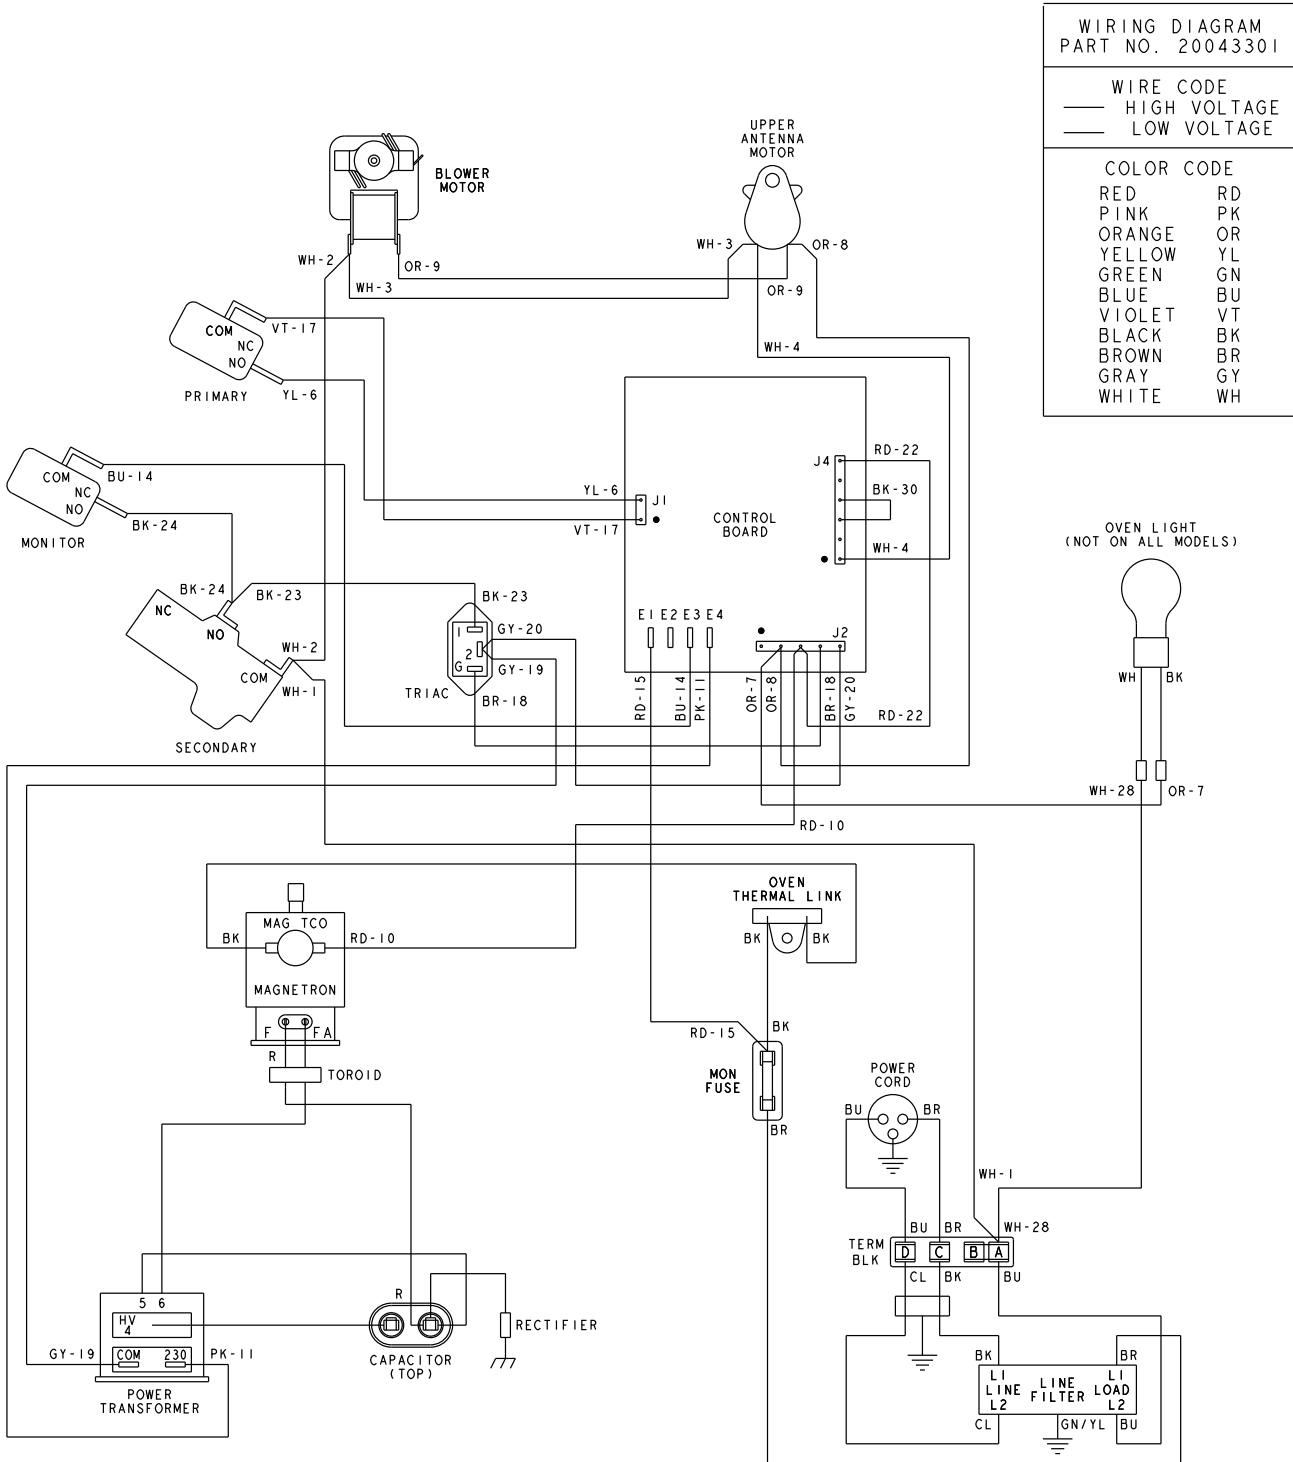 WIRING DIAGRAM
PART NO. 20043301
WIRE CODE
HIGH VOLTAGE
LOW VOLTAGE
COLOR CODE
RED RD
PINK PK
ORANGE OR
YELLOW YL
GREEN GN
BLUE BU
VIOLET VT
BLACK BK
BROWN BR
GRAY GY
WHITE WH
BLOWER
MOTOR
UPPER
ANTENNA
MOTOR
WH-2
OR-9
WH-3
WH-3
OR-8
OR-9
WH-4
COM
NC
NO
VT-17
YL-6
PRIMARY
COM
NC
NO
BU-14
BK-24
MONITOR
YL-6
J1
VT-17
CONTROL
BOARD
J4
RD-22
BK-30
WH-4
E1 E2 E3 E4
J2
RD-15
BU-14
PK-11
OR-7
OR-8
BR-18
GY-20
RD-22
NC
BK-24
BK-23
NO
WH-2
COM
WH-1
SECONDARY
BK-23
1
2
G
GY-20
GY-19
TRIAC
BR-18
OVEN LIGHT
(NOT ON ALL MODELS)
WH
BK
WH-28
OR-7
RD-10
OVEN
THERMAL LINK
BK
BK
MAG TCO
BK
RD-10
MAGNETRON
F
FA
R
TOROID
RD-15
BK
MON
FUSE
BR
POWER
CORD
BU
BR
WH-1
BU BR
WH-28
TERM
BLK
D C B A
CL BK BU
5 6
HV
4
GY-19
COM 230
PK-11
POWER
TRANSFORMER
R
CAPACITOR
(TOP)
RECTIFIER
BK
BR
L1
LINE
L2
LINE
FILTER
L1
LOAD
L2
CL
GN/YL
BU